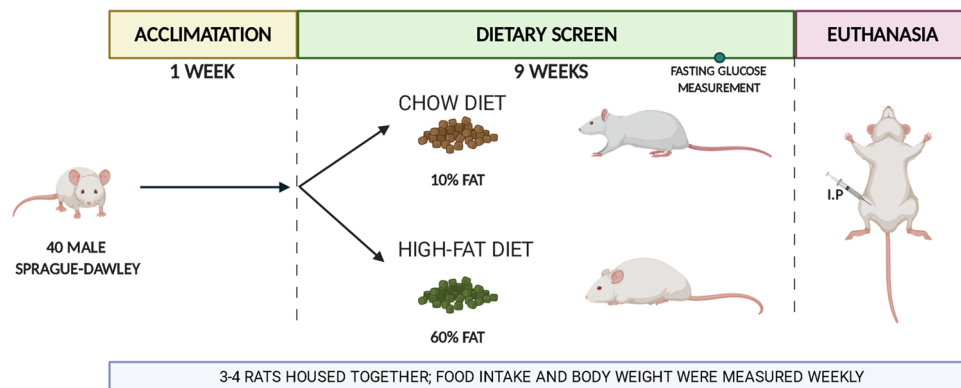 ACCLIMATATION
DIETARY SCREEN
EUTHANASIA
1 WEEK
9 WEEKS
FASTING GLUCOSE
MEASUREMENT
CHOW DIET
10% FAT
I.P
40 MALE
SPRAGUE-DAWLEY
HIGH-FAT DIET
60% FAT
3-4 RATS HOUSED TOGETHER; FOOD INTAKE AND BODY WEIGHT WERE MEASURED WEEKLY